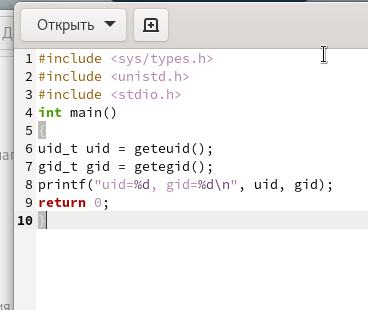 Открыть
1 #include <sys/types.h>
2 #include <unistd.h>
3 #include <stdio.h>
4 int main()
5 {
6 uid_t uid = geteuid();
7 gid_t gid = getegid();
8 printf("uid=%d, gid=%d\n", uid, gid);
9 return 0;
10 }